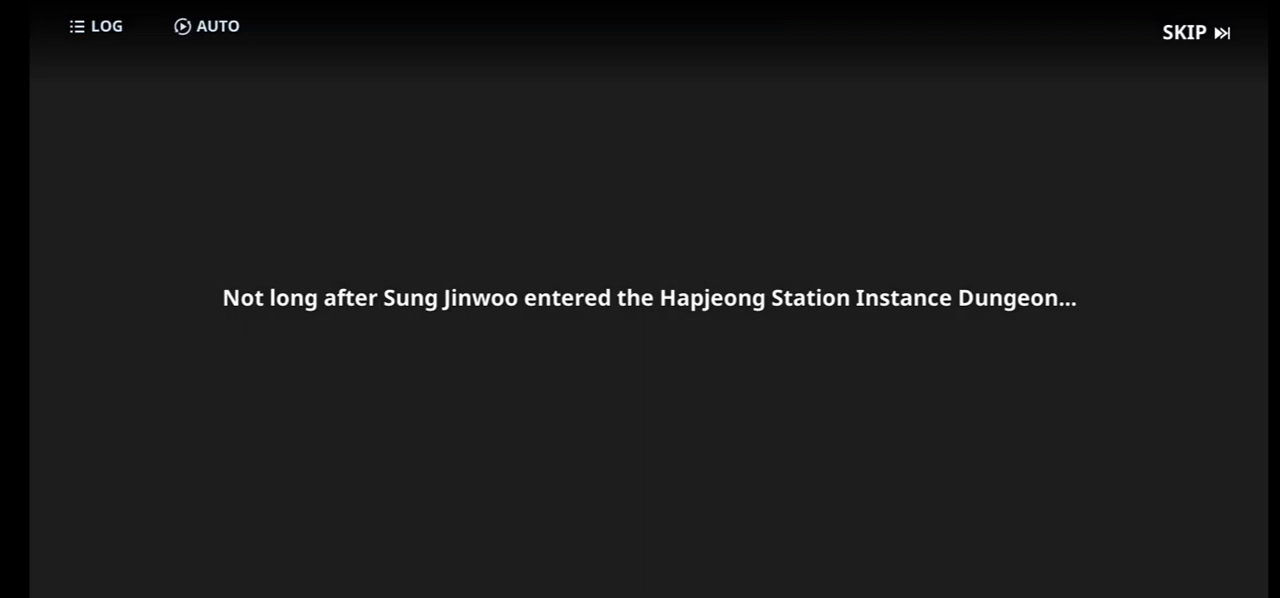 LOG
AUTO
SKIP
Not long after Sung Jinwoo entered the Hapjeong Station Instance Dungeon...